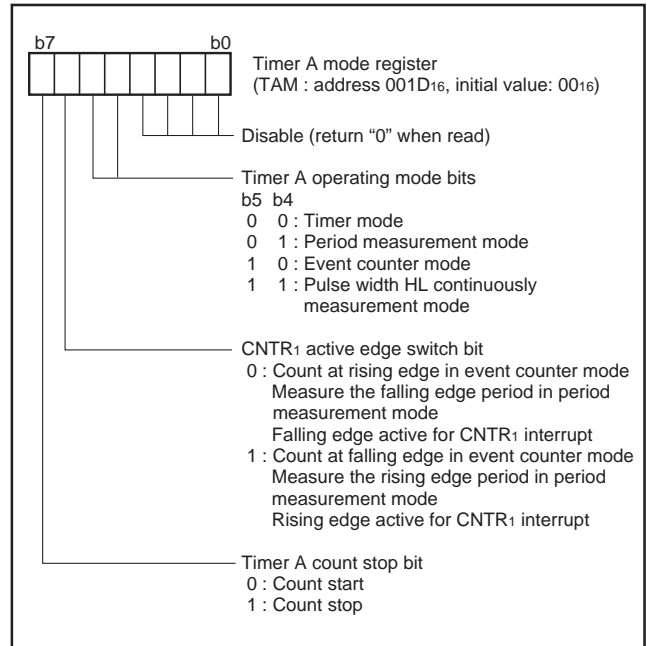 b7 b0
Timer A mode register
(TAM : address 001D16, initial value: 0016)
Disable (return “0” when read)
Timer A operating mode bits
b5 b4
0 0 : Timer mode
0 1 : Period measurement mode
1 0 : Event counter mode
1 1 : Pulse width HL continuously
measurement mode
CNTR1 active edge switch bit
0 : Count at rising edge in event counter mode
Measure the falling edge period in period
measurement mode
Falling edge active for CNTR1 interrupt
1 : Count at falling edge in event counter mode
Measure the rising edge period in period
measurement mode
Rising edge active for CNTR1 interrupt
Timer A count stop bit
0 : Count start
1 : Count stop